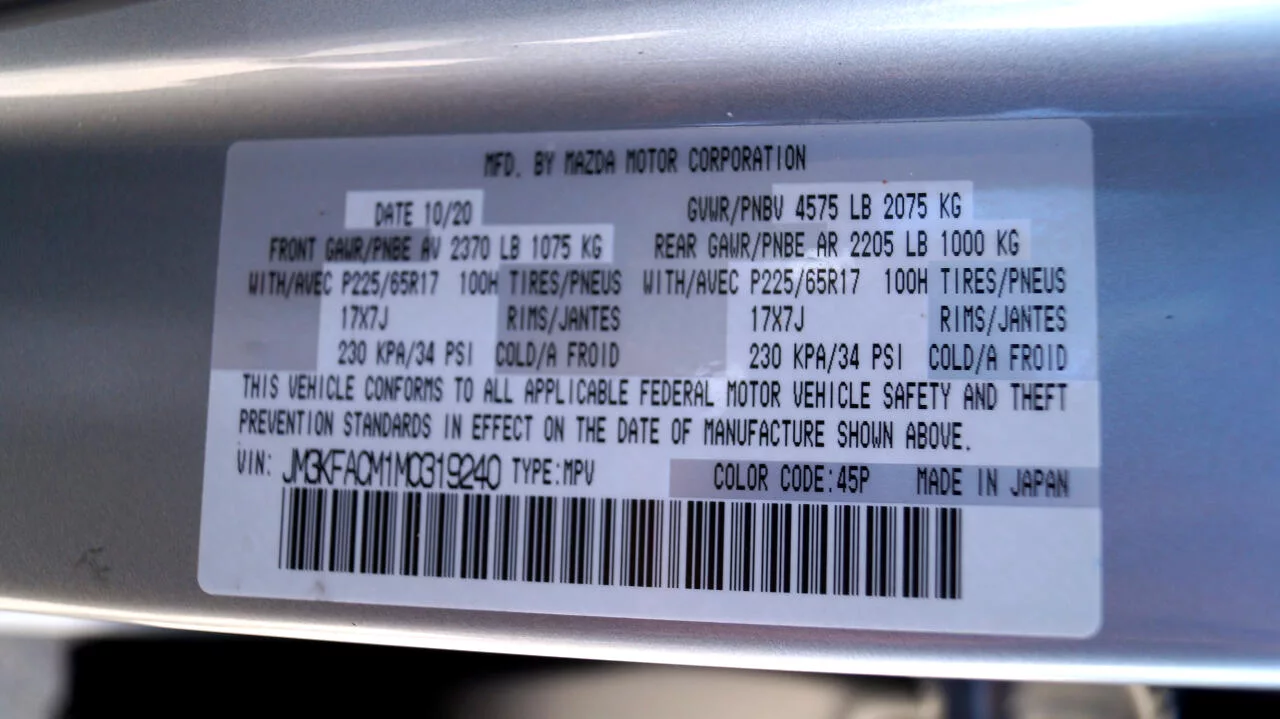 MFD. BY MAZDA MOTOR CORPORATION
DATE 10/20 GVWR/PNBV 4575 LB 2075 KG
FRONT GAWR/PNBE AV 2370 LB 1075 KG REAR GAWR/PNBE AR 2205 LB 1000 KG
WITH/AVEC P225/65R17 100H TIRES/PNEUS WITH/AVEC P225/65R17 100H TIRES/PNEUS
17X7J RIMS/JANTES 17X7J RIMS/JANTES
230 KPA/34 PSI COLD/A FROID 230 KPA/34 PSI COLD/A FROID
THIS VEHICLE CONFORMS TO ALL APPLICABLE FEDERAL MOTOR VEHICLE SAFETY AND THEFT
PREVENTION STANDARDS IN EFFECT ON THE DATE OF MANUFACTURE SHOWN ABOVE.
VIN: JM3KFACM1M0319240 TYPE:MPV COLOR CODE:45P MADE IN JAPAN